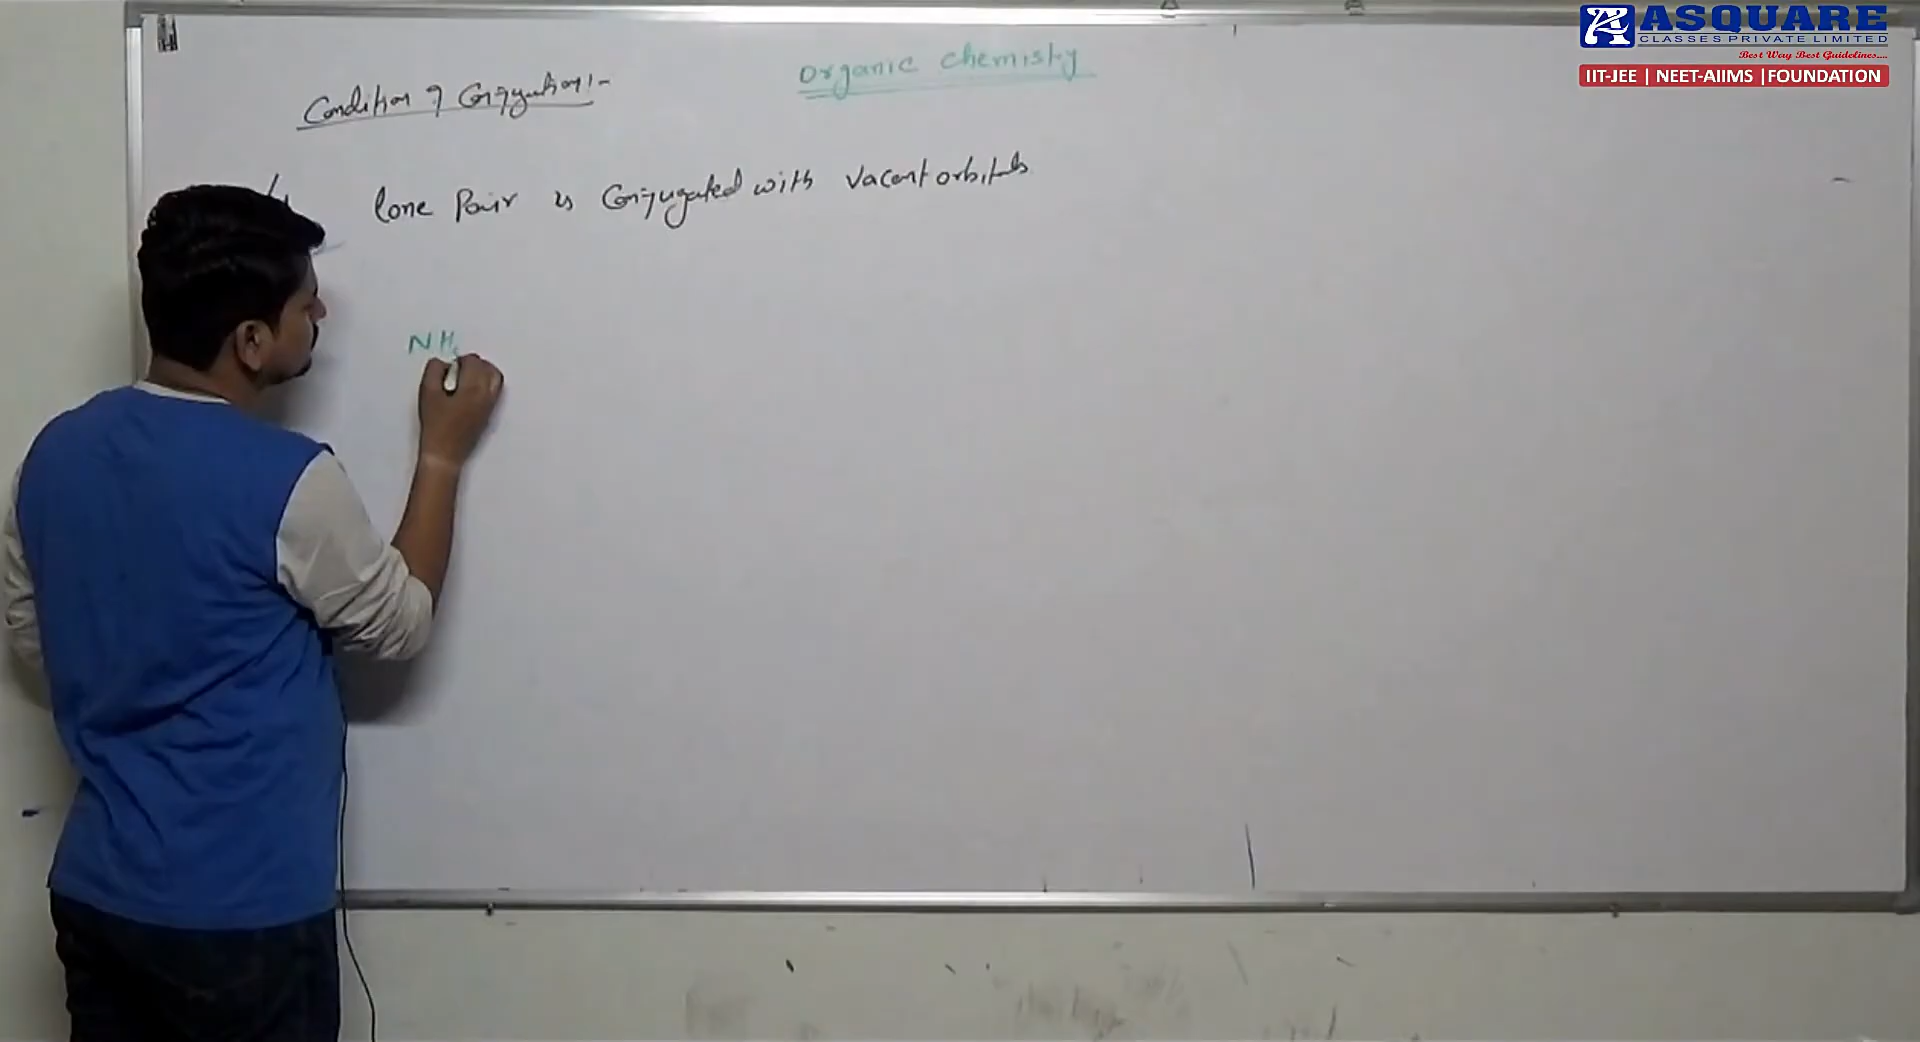 ASQUARE
CLASSES PRIVATE LIMITED
Best Way Best Guidelines....
IIT-JEE | NEET-AIIMS | FOUNDATION
Organic Chemistry
Condition of Conjugation:-
lone Pair is Conjugated with Vacant orbitals
NH